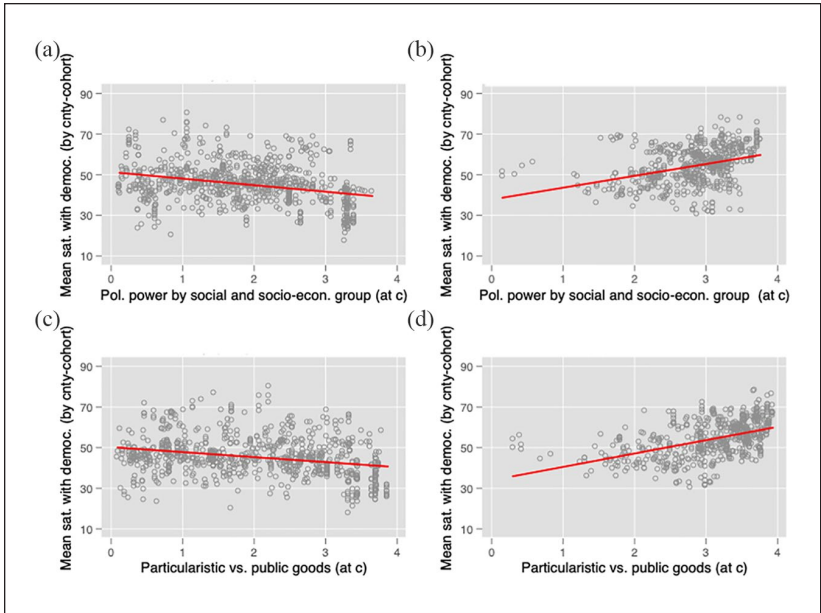 (a)
(b)
Mean sat. with democ. (by cnty-cohort)
90
70
50
30
10
0 1 2 3 4
Pol. power by social and socio-econ. group (at c)
Mean sat. with democ. (by cnty-cohort)
90
70
50
30
10
0 1 2 3 4
Pol. power by social and socio-econ. group (at c)
(c)
(d)
Mean sat. with democ. (by cnty-cohort)
90
70
50
30
10
0 1 2 3 4
Particularistic vs. public goods (at c)
Mean sat. with democ. (by cnty-cohort)
90
70
50
30
10
0 1 2 3 4
Particularistic vs. public goods (at c)